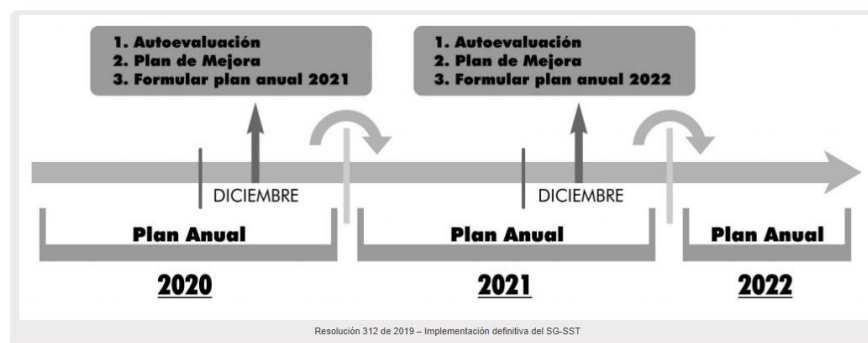 1. Autoevaluación
2. Plan de Mejora
3. Formular plan anual 2021
1. Autoevaluación
2. Plan de Mejora
3. Formular plan anual 2022
DICIEMBRE
DICIEMBRE
Plan Anual
Plan Anual
Plan Anual
2020
2021
2022
Resolución 312 de 2019 – Implementación definitiva del SG-SST